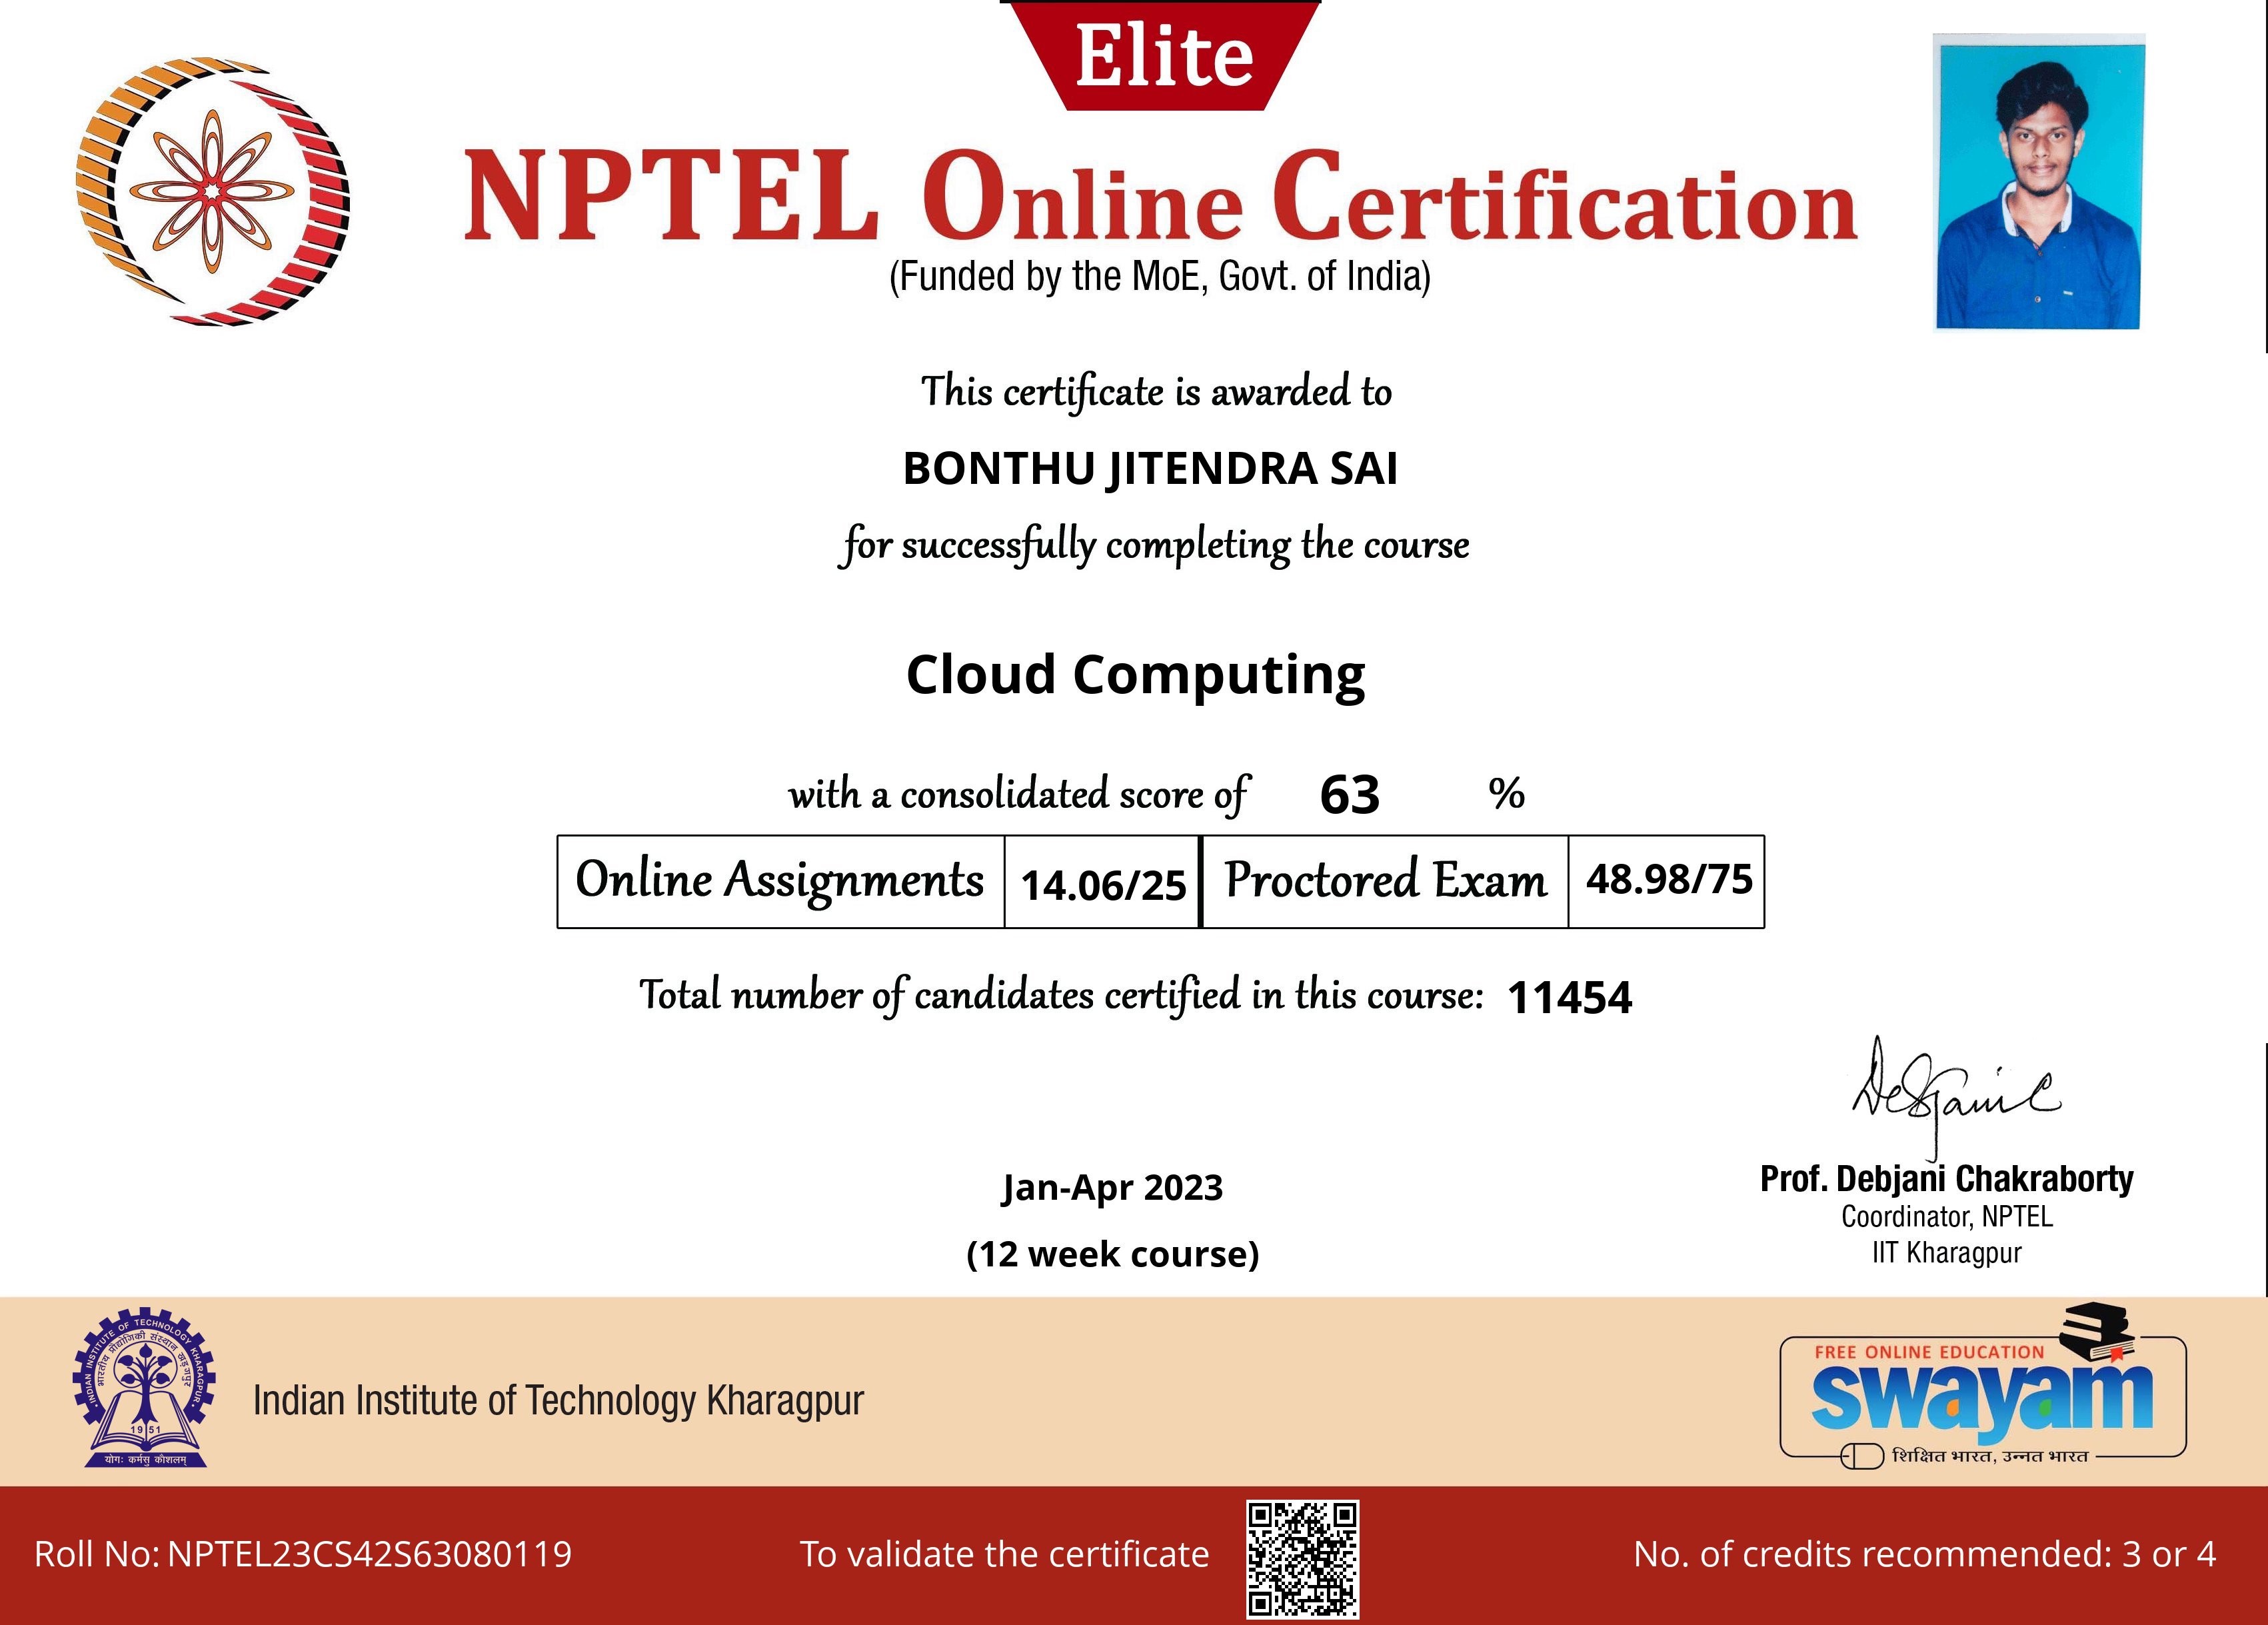 Elite
NPTEL Online Certification
(Funded by the MoE, Govt. of India)
This certificate is awarded to
BONTHU JITENDRA SAI
for successfully completing the course
Cloud Computing
with a consolidated score of 63 %
Online Assignments 14.06/25 Proctored Exam 48.98/75
Total number of candidates certified in this course: 11454
Debjani C
Jan-Apr 2023
(12 week course)
Prof. Debjani Chakraborty
Coordinator, NPTEL
IIT Kharagpur
INDIAN INSTITUTE OF TECHNOLOGY KHARAGPUR
भारतीय प्रौद्योगिकी संस्थान खड़गपुर
1951
योगः कर्मसु कौशलम्
Indian Institute of Technology Kharagpur
FREE ONLINE EDUCATION
swayam
शिक्षित भारत, उन्नत भारत
Roll No: NPTEL23CS42S63080119
To validate the certificate
No. of credits recommended: 3 or 4